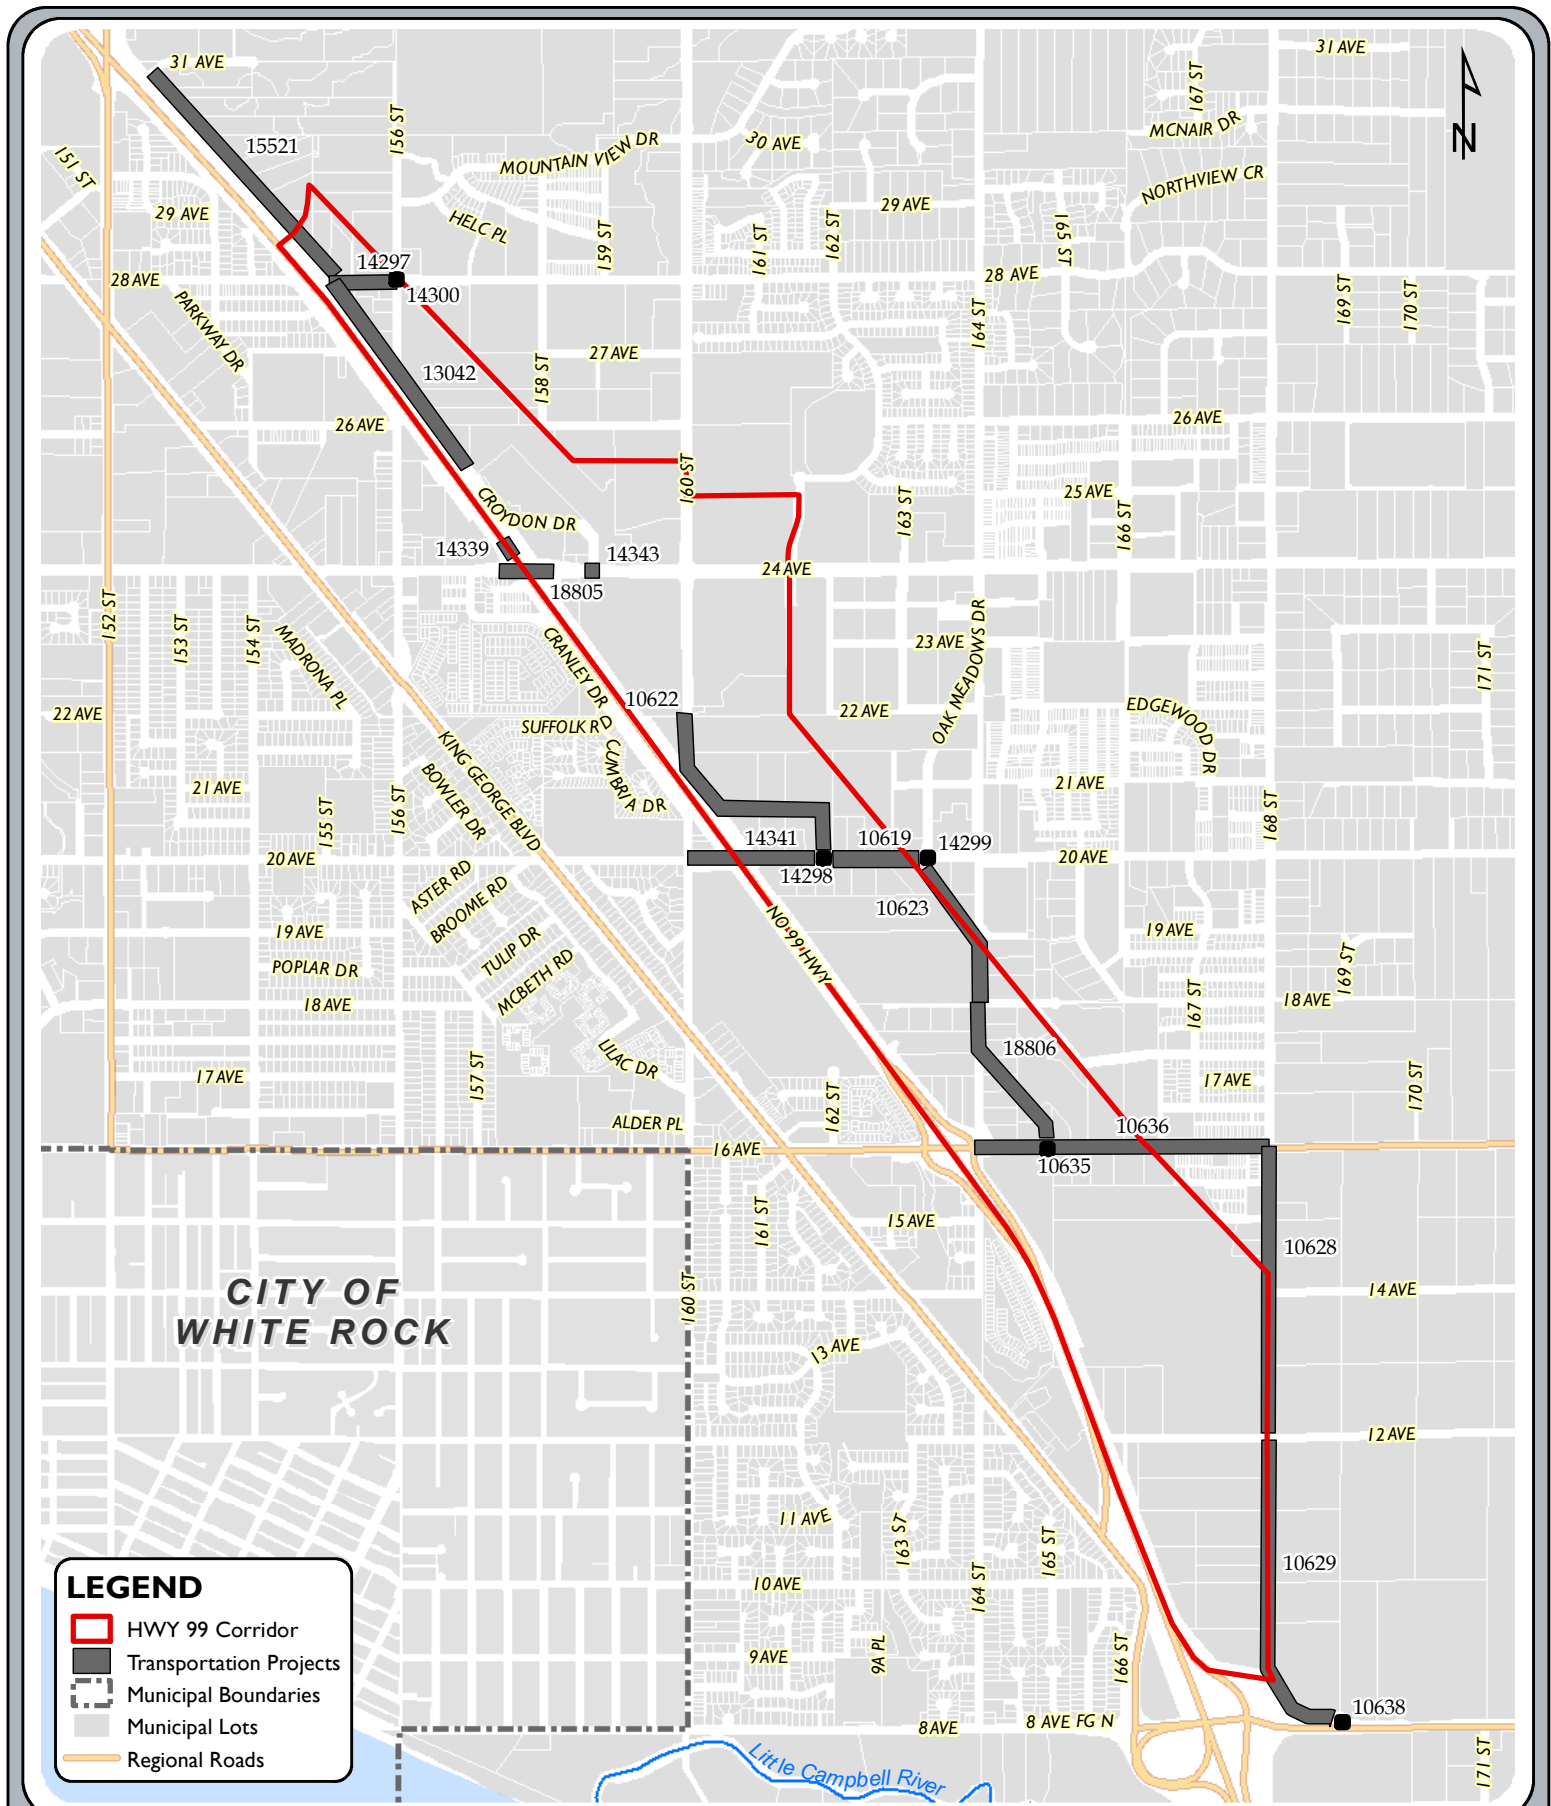 31 AVE
31 AVE
15521
156 ST
167 ST
MCNAIR DR
MOUNTAIN VIEW DR
30 AVE
151 ST
N
NORTHVIEW CR
29 AVE
HELC PL
159 ST
161 ST
162 ST
29 AVE
165 ST
14297
28 AVE
14300
28 AVE
PARKWAY DR
164 ST
169 ST
170 ST
27 AVE
158 ST
13042
26 AVE
26 AVE
160 ST
25 AVE
163 ST
166 ST
CROYDON DR
14339
14343
24 AVE
18805
152 ST
153 ST
154 ST
MADRONA PL
CRANLEY DR
23 AVE
OAK MEADOWS DR
171 ST
10622
22 AVE
SUFFOLK RD
22 AVE
EDGEWOOD DR
KING GEORGE BLVD
CUMBRIA DR
BOWLER DR
21 AVE
21 AVE
155 ST
156 ST
168 ST
14341
10619
14299
20 AVE
20 AVE
14298
ASTER RD
BROOME RD
10623
NO 99 HWY
19 AVE
19 AVE
TULIP DR
POPLAR DR
MCBETH RD
169 ST
18 AVE
167 ST
18 AVE
LILAC DR
18806
157 ST
17 AVE
17 AVE
170 ST
162 ST
ALDER PL
10636
16 AVE
10635
161 ST
15 AVE
10628
CITY OF
WHITE ROCK
160 ST
14 AVE
13 AVE
12 AVE
11 AVE
163 ST
165 ST
10629
10 AVE
164 ST
9 AVE
9A PL
166 ST
10638
8 AVE
8 AVE FG N
171 ST
Little Campbell River
LEGEND
HWY 99 Corridor
Transportation Projects
Municipal Boundaries
Municipal Lots
Regional Roads